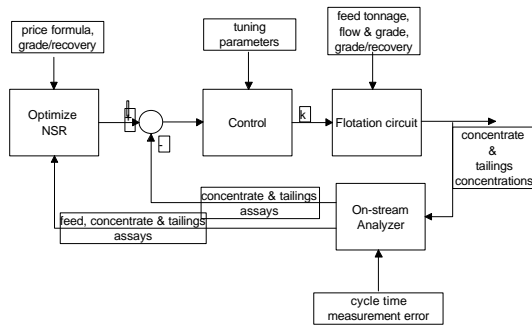 price formula,
grade/recovery
tuning
parameters
feed tonnage,
flow & grade,
grade/recovery
Optimize
NSR
+
-
Control
k
Flotation circuit
concentrate
&
tailings
concentrations
concentrate & tailings
assays
feed, concentrate & tailings
assays
On-stream
Analyzer
cycle time
measurement error